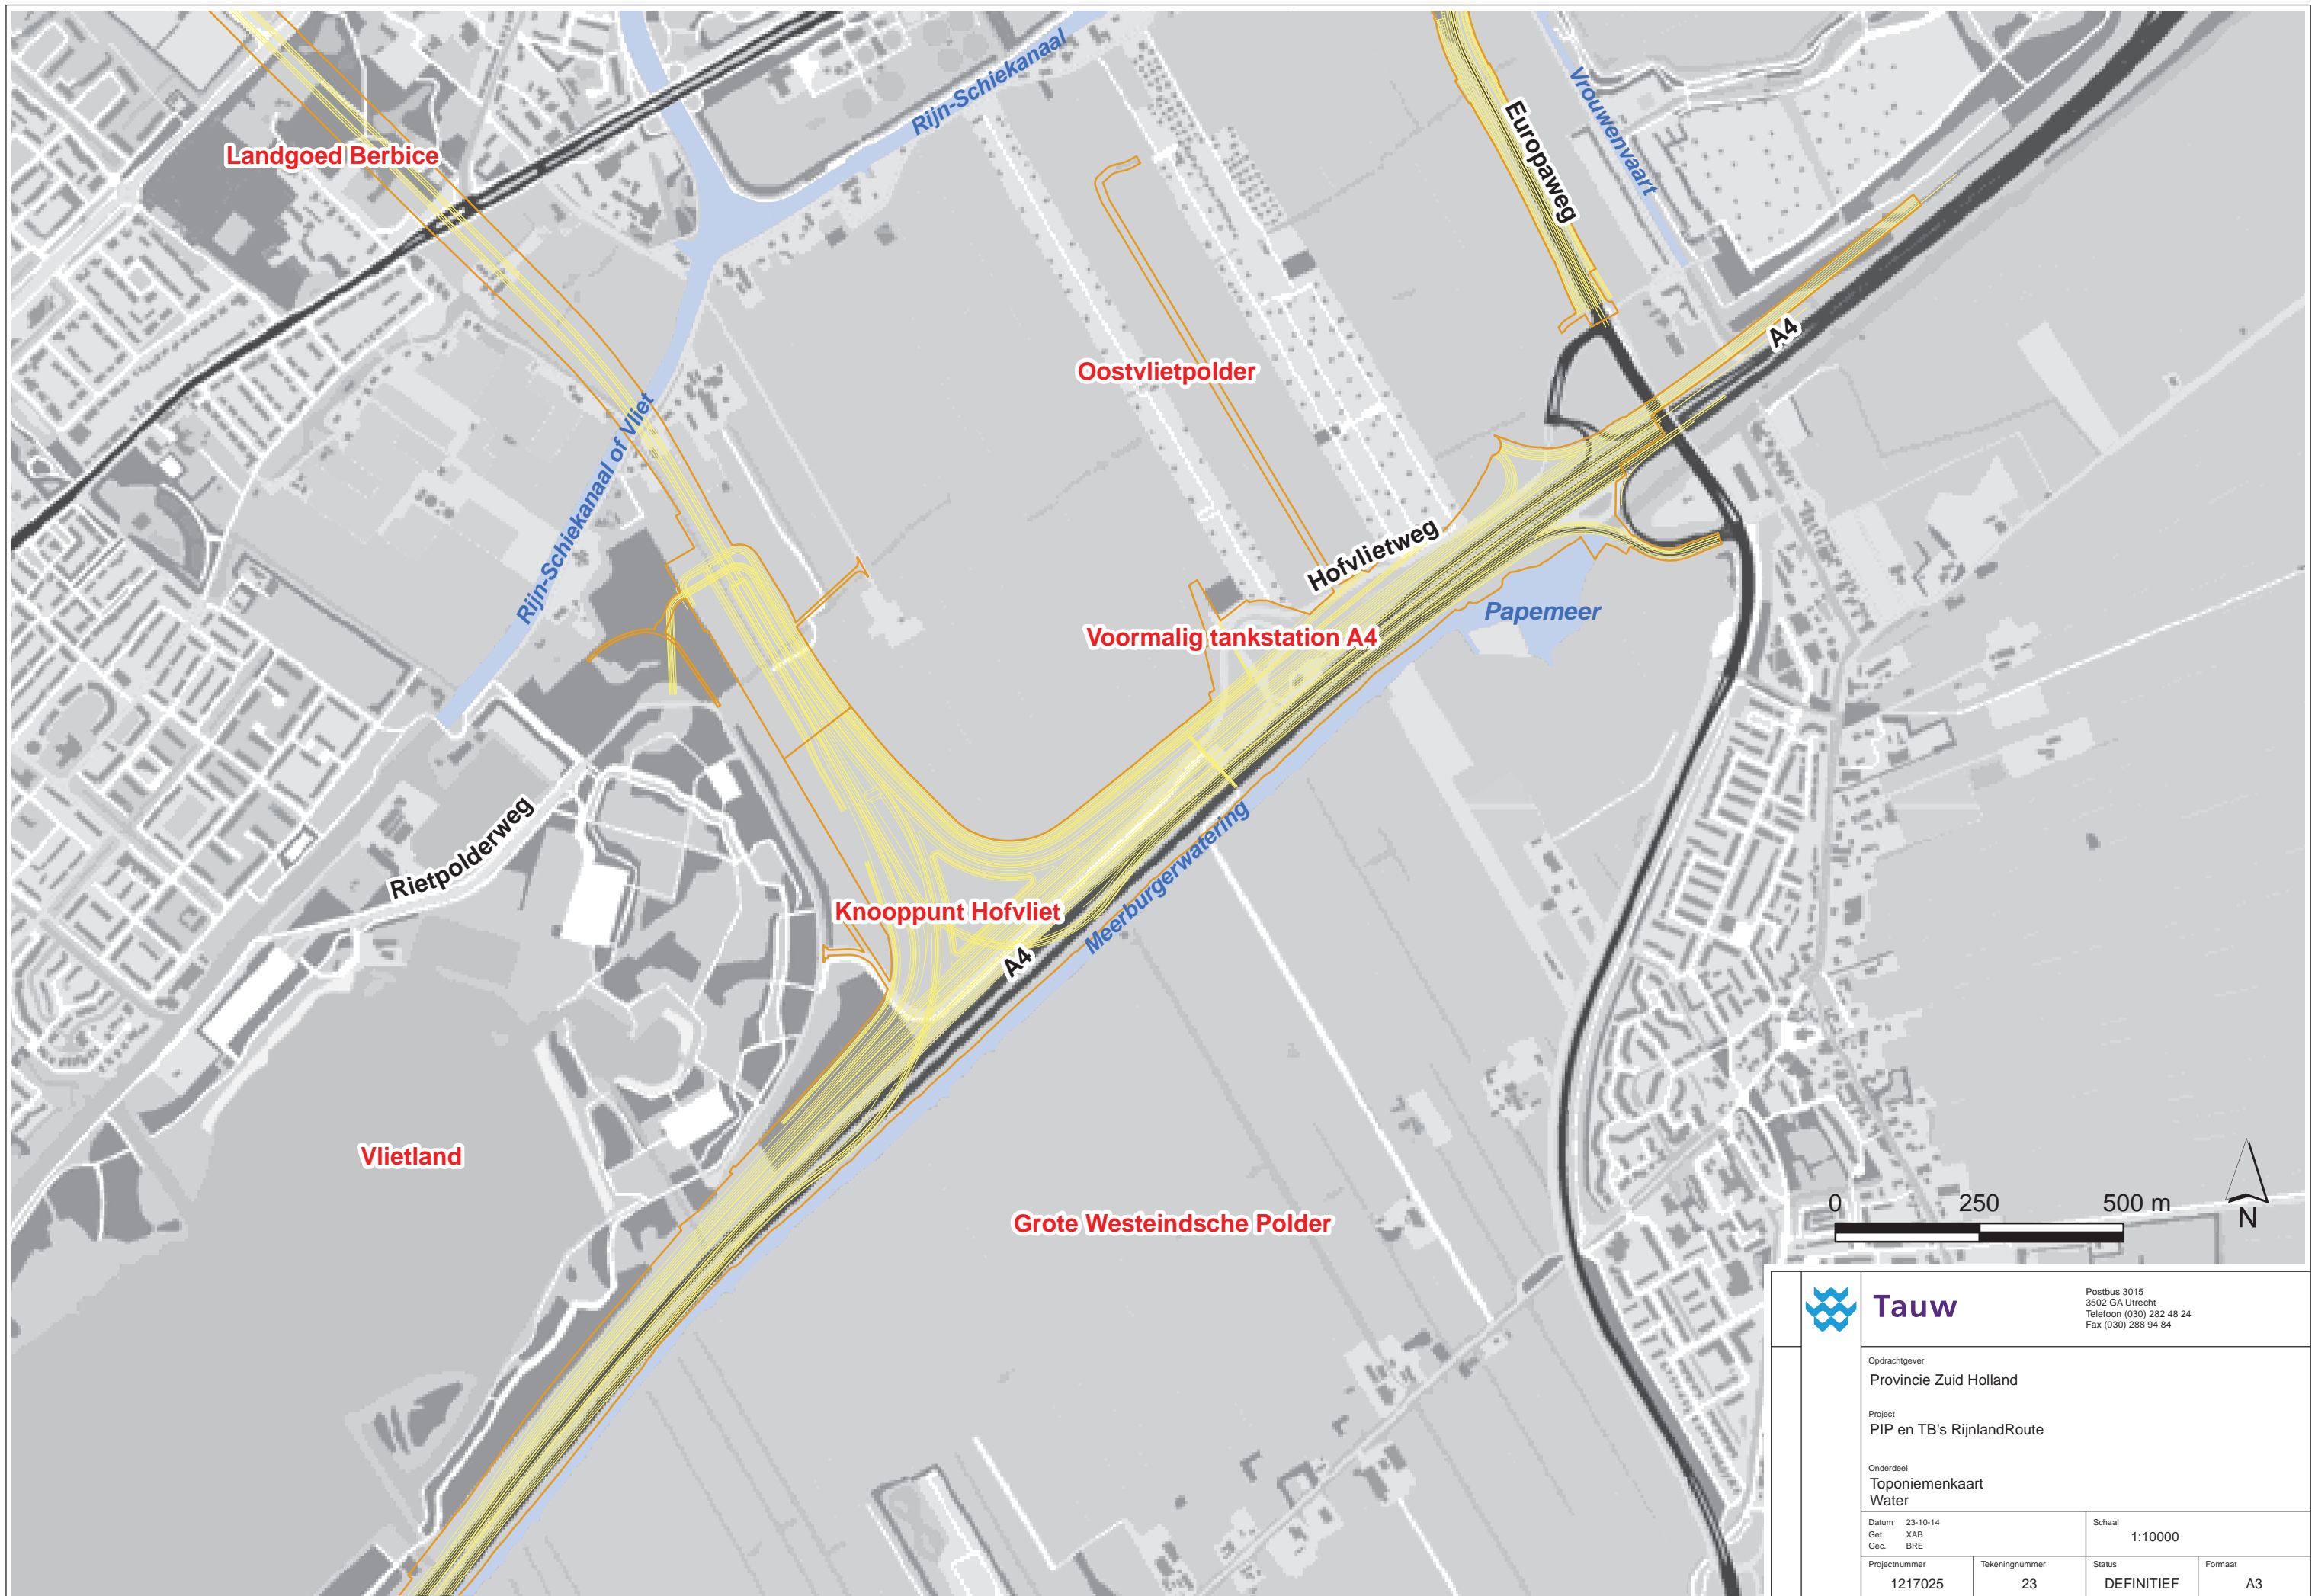 Rijn-Schiekanaal
Vrouwenvaart
Europaweg
Landgoed Berbice
A4
Oostvlietpolder
Rijn-Schiekanaal of Vliet
Hofvlietweg
Papemeer
Voormalig tankstation A4
Rietpolderweg
Meerburgerwatering
Knooppunt Hofvliet
A4
Vlietland
Grote Westeindsche Polder
0 250 500 m
N
Tauw
Postbus 3015
3502 GA Utrecht
Telefoon (030) 282 48 24
Fax (030) 288 94 84
Opdrachtgever
Provincie Zuid Holland
Project
PIP en TB's RijnlandRoute
Onderdeel
Toponiemenkaart
Water
Datum 23-10-14
Get. XAB
Gec. BRE
Schaal
1:10000
Projectnummer
1217025
Tekeningnummer
23
Status
DEFINITIEF
Formaat
A3